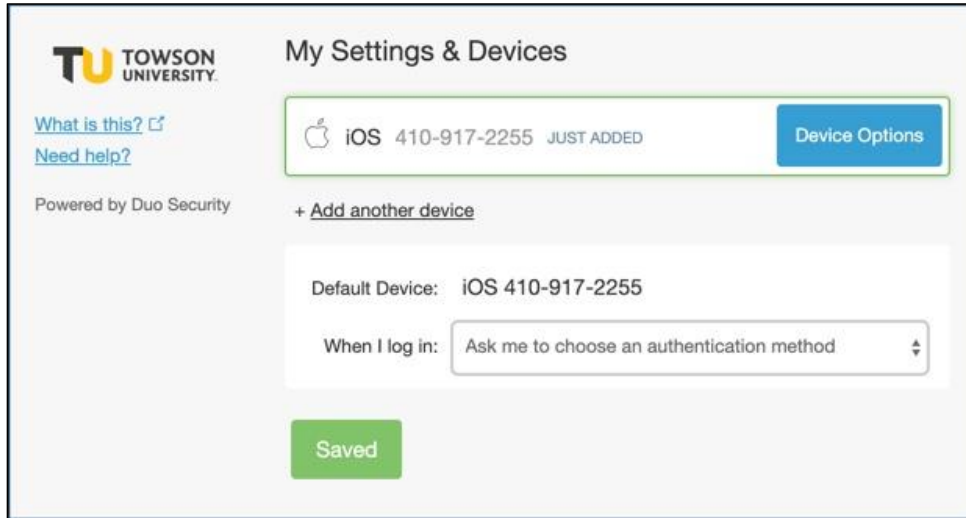 TU TOWSON
UNIVERSITY.
What is this?
Need help?
Powered by Duo Security
My Settings & Devices
iOS 410-917-2255 JUST ADDED Device Options
+ Add another device
Default Device: iOS 410-917-2255
When I log in: Ask me to choose an authentication method
Saved